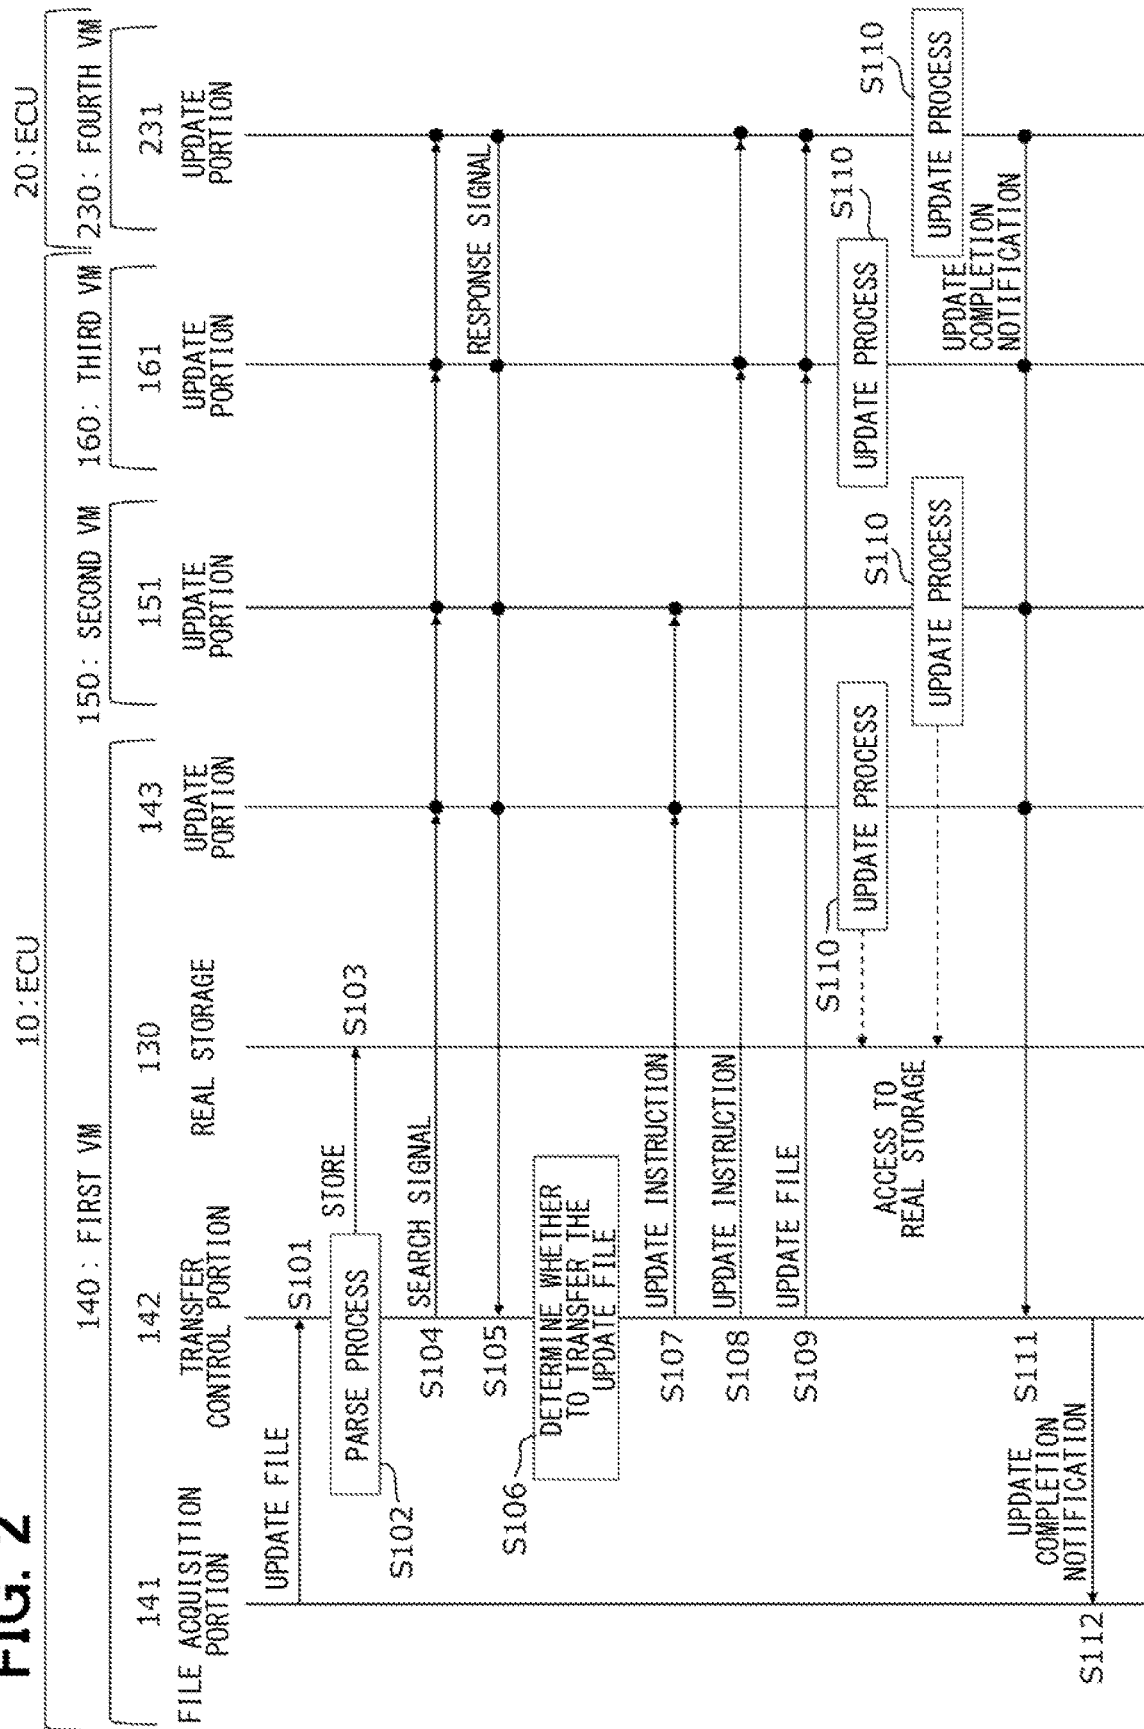 FIG. 2
10:ECU
20:ECU
140: FIRST VM
150: SECOND VM
160: THIRD VM
230: FOURTH VM
141
FILE ACQUISITION
PORTION
142
TRANSFER
CONTROL PORTION
130
REAL STORAGE
143
UPDATE
PORTION
151
UPDATE
PORTION
161
UPDATE
PORTION
231
UPDATE
PORTION
UPDATE FILE
S101
S102
PARSE PROCESS
STORE
S103
S104
SEARCH SIGNAL
S105
RESPONSE SIGNAL
S106
DETERMINE WHETHER
TO TRANSFER THE
UPDATE FILE
S107
UPDATE INSTRUCTION
S108
UPDATE INSTRUCTION
S109
UPDATE FILE
S110
UPDATE PROCESS
UPDATE PROCESS
S110
ACCESS TO
REAL STORAGE
UPDATE PROCESS
S110
UPDATE PROCESS
S110
S111
UPDATE
COMPLETION
NOTIFICATION
UPDATE
COMPLETION
NOTIFICATION
S112